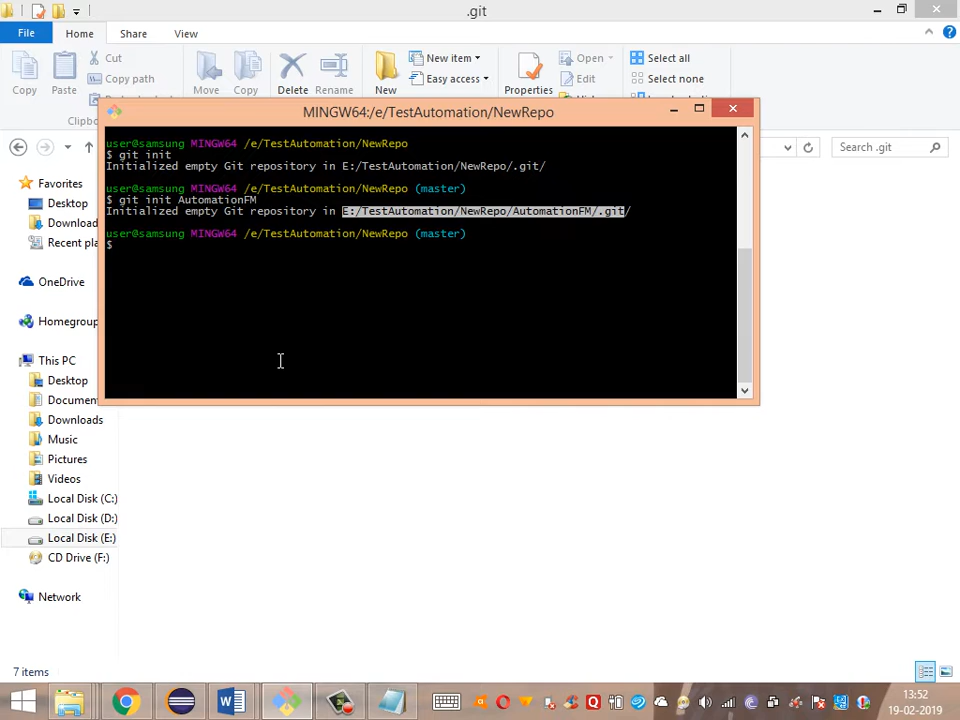 .git
File
Home
Share
View
Copy
Paste
Cut
Copy path
Move
Copy
Delete
Rename
New
New item
Easy access
Properties
Open
Edit
Select all
Select none
MINGW64:/e/TestAutomation/NewRepo
user@samsung MINGW64 /e/TestAutomation/NewRepo
$ git init
Initialized empty Git repository in E:/TestAutomation/NewRepo/.git/
user@samsung MINGW64 /e/TestAutomation/NewRepo (master)
$ git init AutomationFM
Initialized empty Git repository in E:/TestAutomation/NewRepo/AutomationFM/.git/
user@samsung MINGW64 /e/TestAutomation/NewRepo (master)
$
Search .git
Favorites
Desktop
Download
Recent pla
OneDrive
Homegroup
This PC
Desktop
Documen
Downloads
Music
Pictures
Videos
Local Disk (C:)
Local Disk (D:)
Local Disk (E:)
CD Drive (F:)
Network
7 items
13:52
19-02-2019